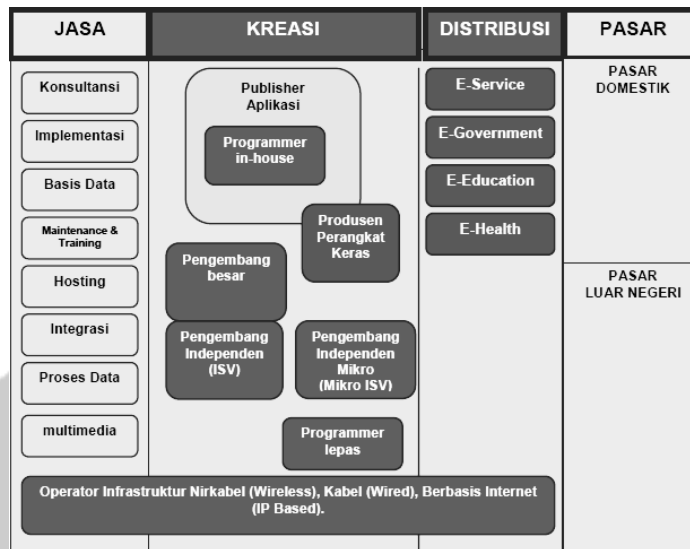 JASA
KREASI
DISTRIBUSI
PASAR
Konsultansi
Implementasi
Basis Data
Maintenance &
Training
Hosting
Integrasi
Proses Data
multimedia
Publisher
Aplikasi
Programmer
in-house
Produsen
Perangkat
Keras
Pengembang
besar
Pengembang
Independen
(ISV)
Pengembang
Independen
Mikro
(Mikro ISV)
Programmer
lepas
E-Service
E-Government
E-Education
E-Health
PASAR
DOMESTIK
PASAR
LUAR NEGERI
Operator Infrastruktur Nirkabel (Wireless), Kabel (Wired), Berbasis Internet
(IP Based).